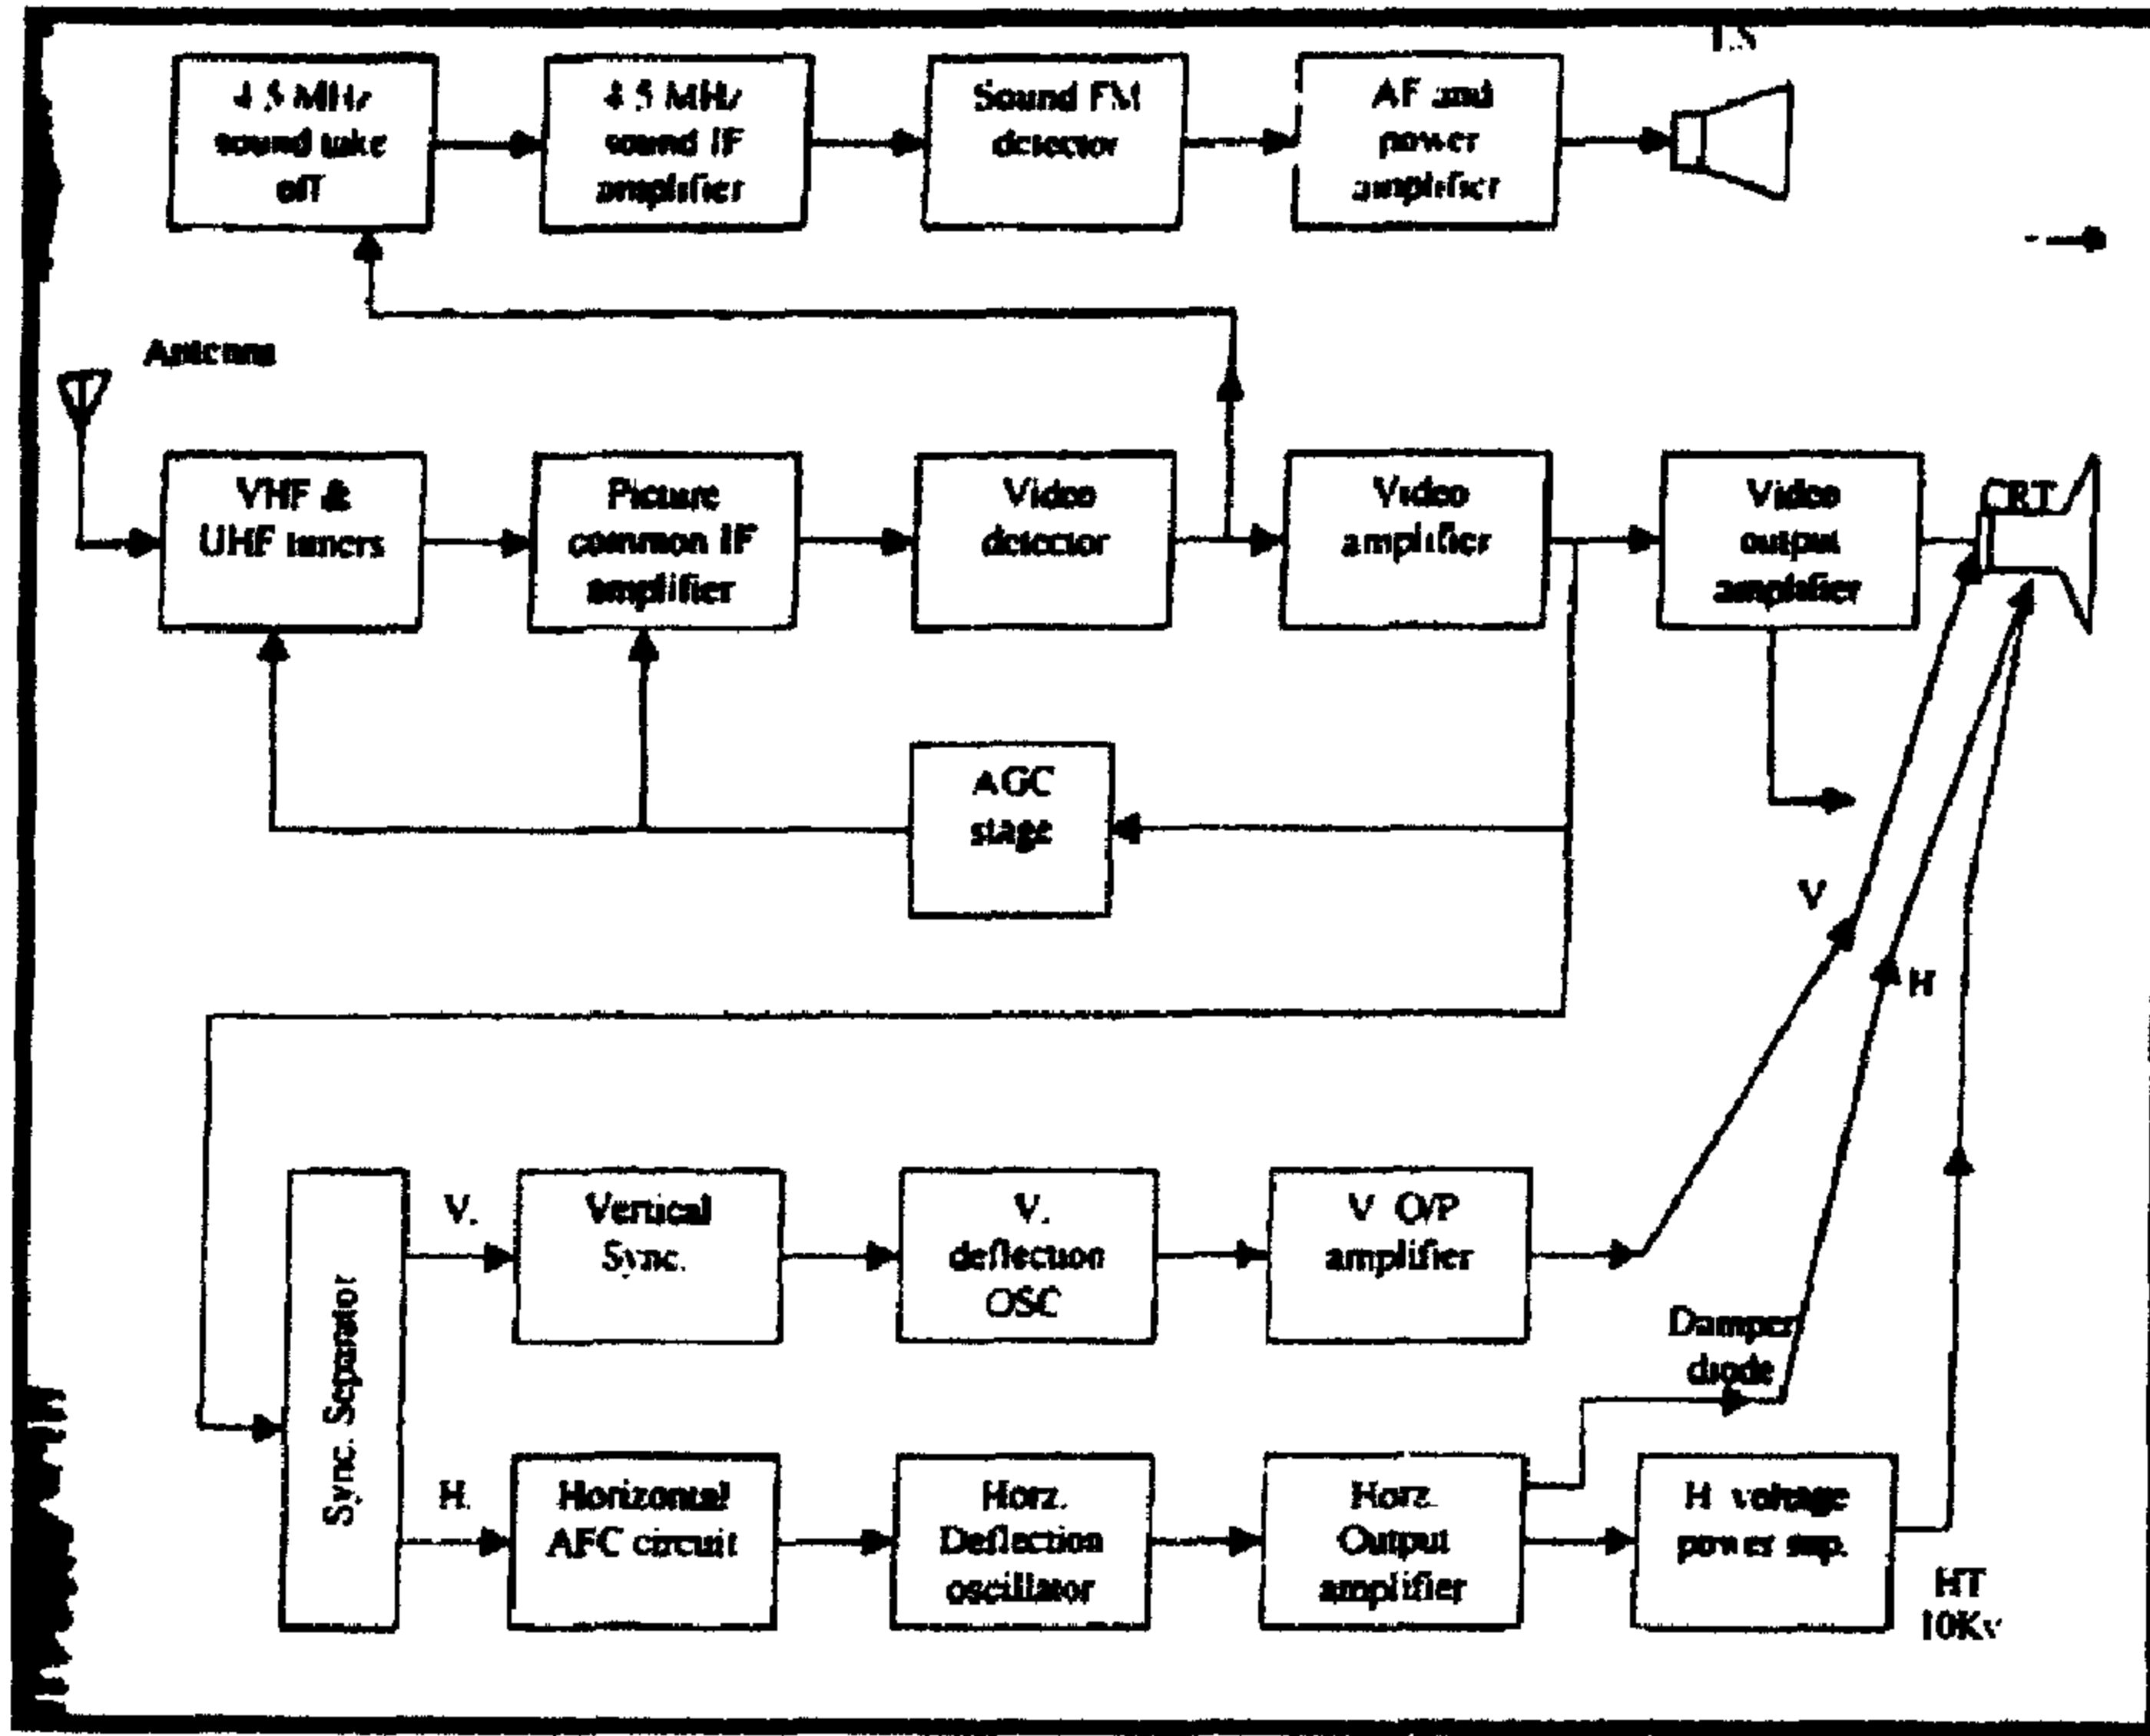 LS
4.5 MHz
sound take
off
4.5 MHz
sound IF
amplifier
Sound FM
detector
AF and
power
amplifier
Antenna
VHF &
UHF tuners
Picture
common IF
amplifier
Video
detector
Video
amplifier
Video
output
amplifier
CRT
AGC
stage
V
H
Sync. Separator
V.
Vertical
Sync.
V.
deflection
OSC
V O/P
amplifier
Damper
diode
H.
Horizontal
AFC circuit
Horz.
Deflection
oscillator
Horz.
Output
amplifier
H voltage
power sup.
HT
10Kv